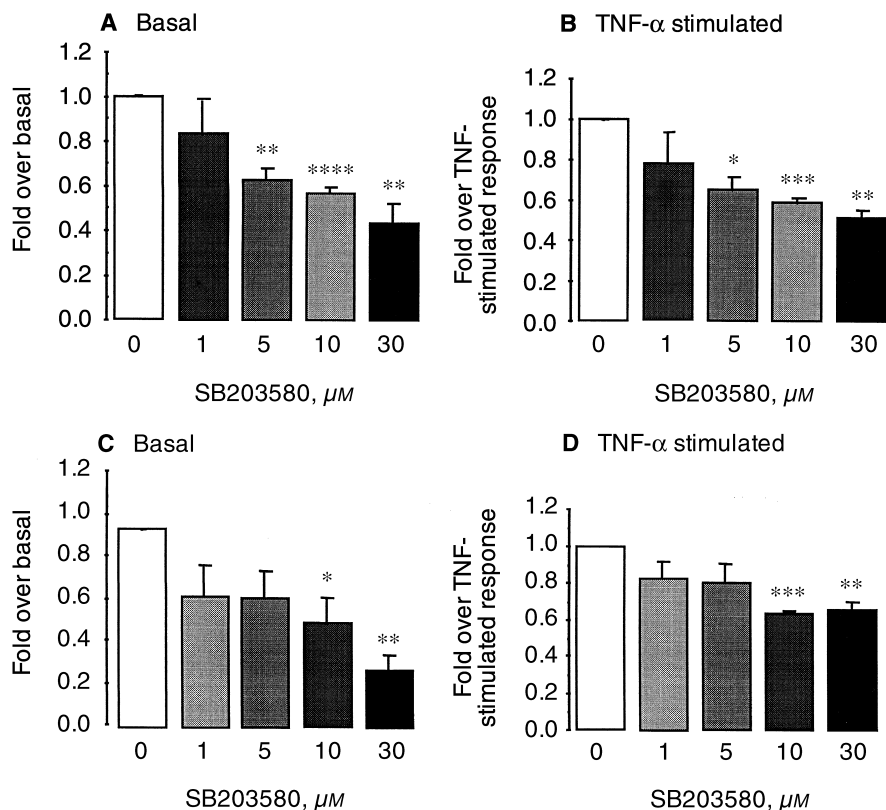 A Basal
Fold over basal
1.2
1.0
0.8
0.6
0.4
0.2
0.0
**
****
**
0 1 5 10 30
SB203580, µM
B TNF-α stimulated
Fold over TNF-
stimulated response
1.2
1.0
0.8
0.6
0.4
0.2
0.0
*
***
**
0 1 5 10 30
SB203580, µM
C Basal
Fold over basal
1.2
1.0
0.8
0.6
0.4
0.2
0.0
*
**
0 1 5 10 30
SB203580, µM
D TNF-α stimulated
Fold over TNF-
stimulated response
1.2
1.0
0.8
0.6
0.4
0.2
0.0
***
**
0 1 5 10 30
SB203580, µM